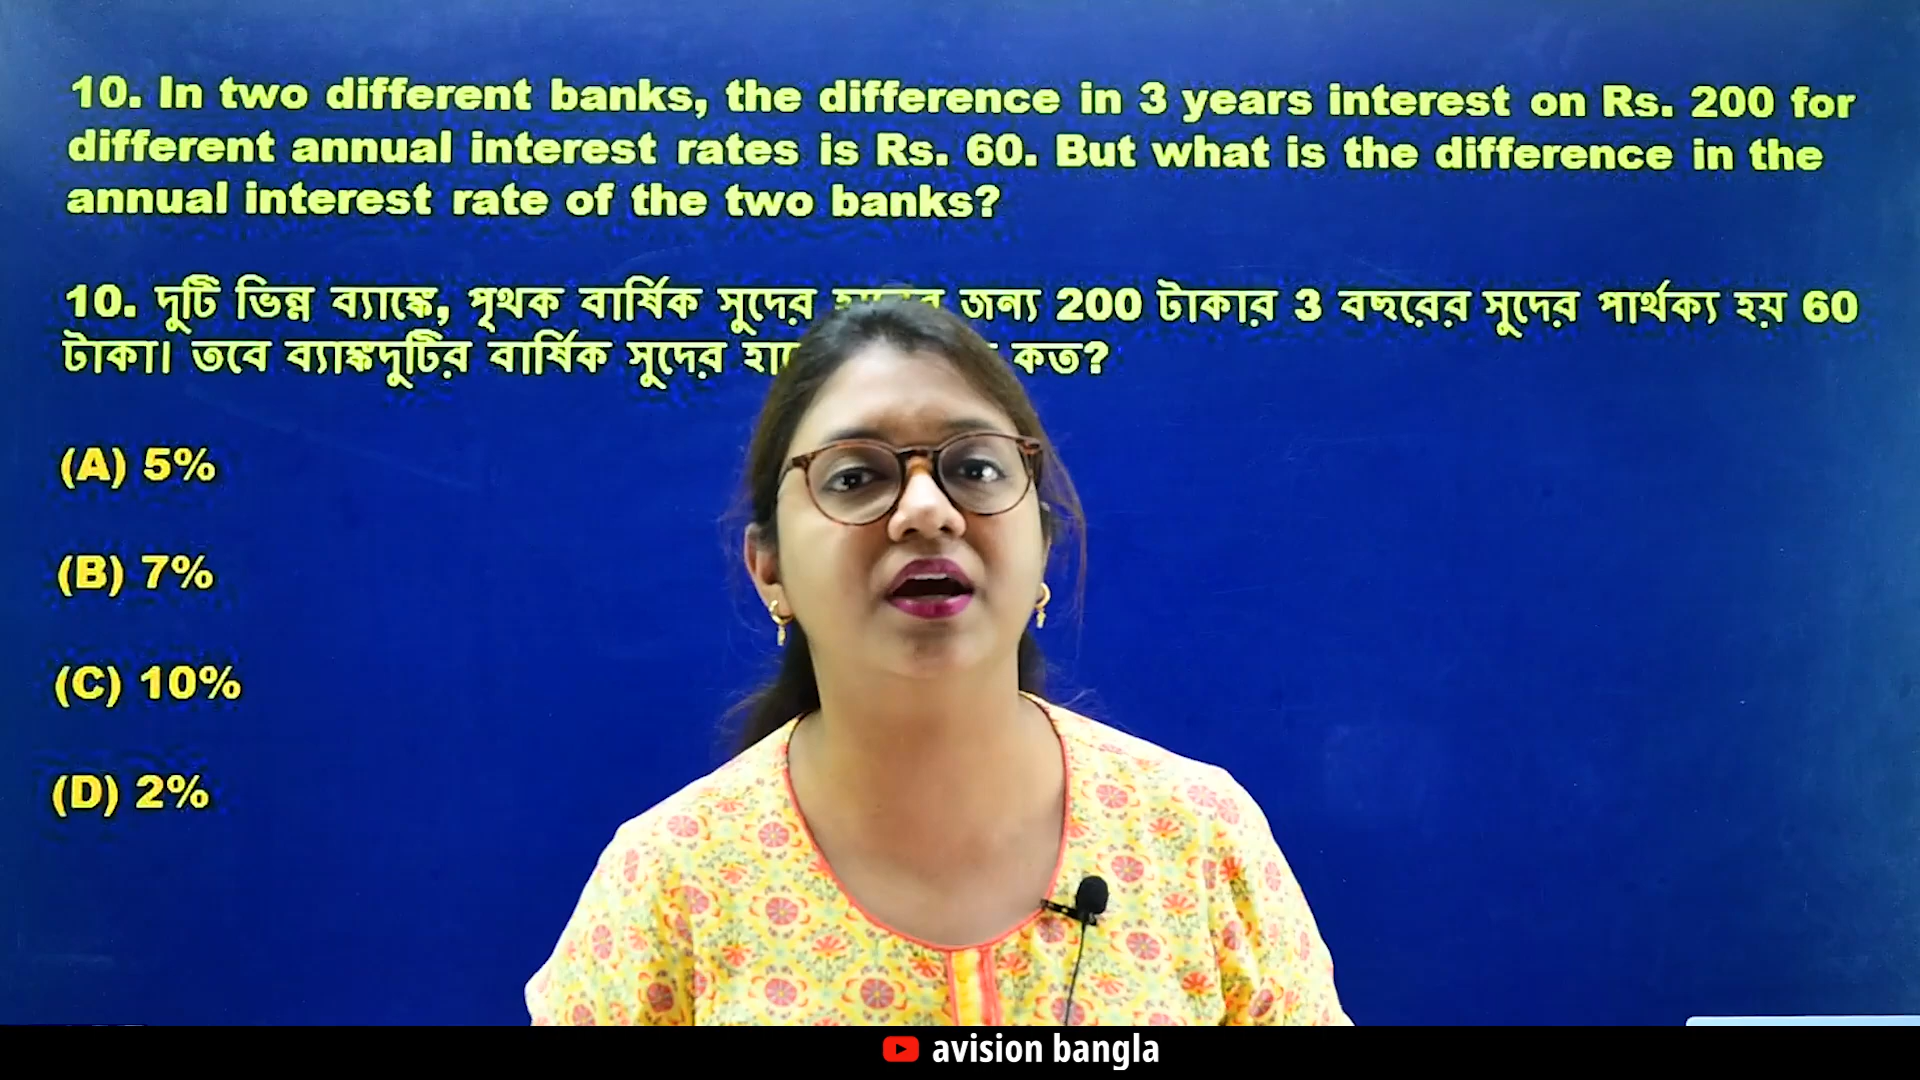 10. In two different banks, the difference in 3 years interest on Rs. 200 for
different annual interest rates is Rs. 60. But what is the difference in the
annual interest rate of the two banks?
10. দুটি ভিন্ন ব্যাঙ্কে, পৃথক বার্ষিক সুদের জন্য 200 টাকার 3 বছরের সুদের পার্থক্য হয় 60
টাকা। তবে ব্যাঙ্কদুটির বার্ষিক সুদের কত?
(A) 5%
(B) 7%
(C) 10%
(D) 2%
avision bangla